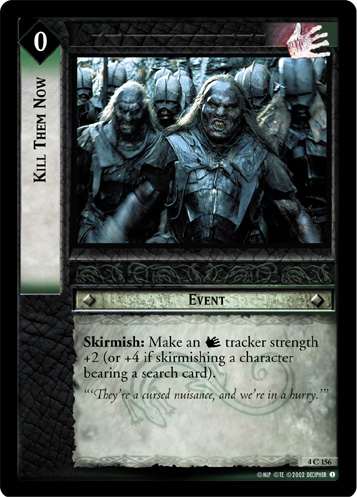 0
KILL THEM NOW
EVENT
Skirmish: Make an tracker strength
+2 (or +4 if skirmishing a character
bearing a search card).
“‘They’re a cursed nuisance, and we’re in a hurry.’”
4 C 156
©NLP ™TE ©2002 DECIPHER